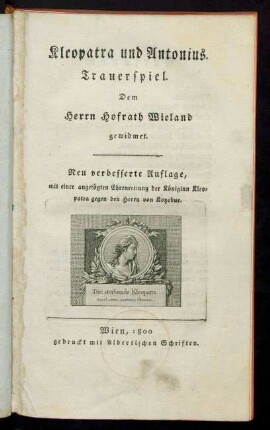 Kleopatra und Antonius.
Trauerspiel.
Dem
Herrn Hofrath Wieland
gewidmet.
Neu verbesserte Auflage,
mit einer angefügten Ehrenrettung der Königinn Kleo-
patra gegen den Herrn von Kotzebue.
Die sterbende Kleopatra
Wien, 1800
gedruckt mit Albertischen Schriften.